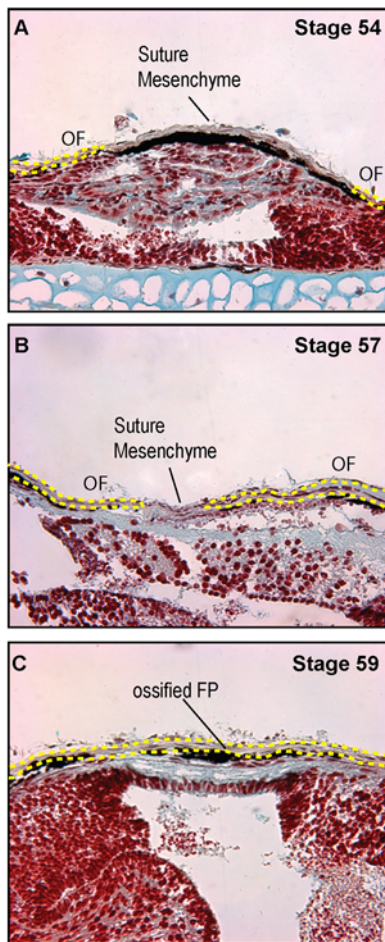 A
Stage 54
Suture
Mesenchyme
OF
OF
B
Stage 57
OF
Suture
Mesenchyme
OF
C
Stage 59
ossified FP